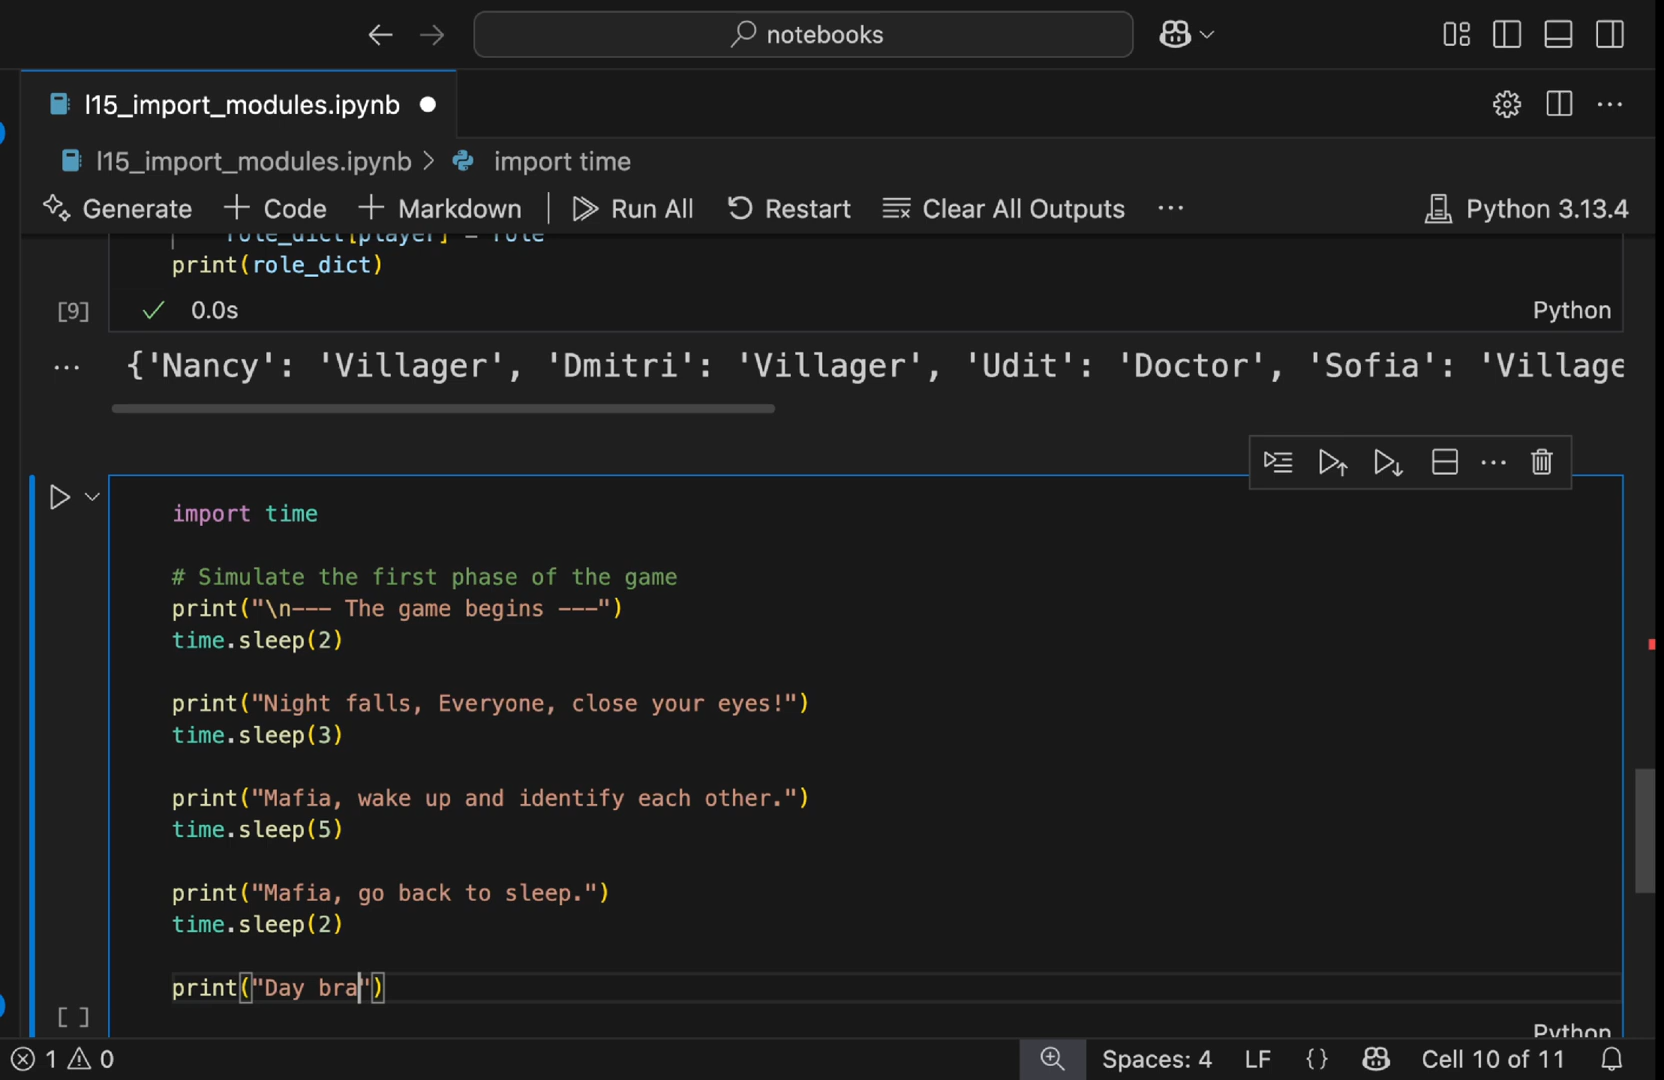 notebooks
l15_import_modules.ipynb
l15_import_modules.ipynb > import time
Generate + Code + Markdown | Run All Restart Clear All Outputs ... Python 3.13.4
role_dict[player] = role
print(role_dict)
[9] 0.0s Python
... {'Nancy': 'Villager', 'Dmitri': 'Villager', 'Udit': 'Doctor', 'Sofia': 'Village
import time
# Simulate the first phase of the game
print("\n--- The game begins ---")
time.sleep(2)
print("Night falls, Everyone, close your eyes!")
time.sleep(3)
print("Mafia, wake up and identify each other.")
time.sleep(5)
print("Mafia, go back to sleep.")
time.sleep(2)
print("Day bra")
[ ] Python
1 0 Spaces: 4 LF {} Cell 10 of 11